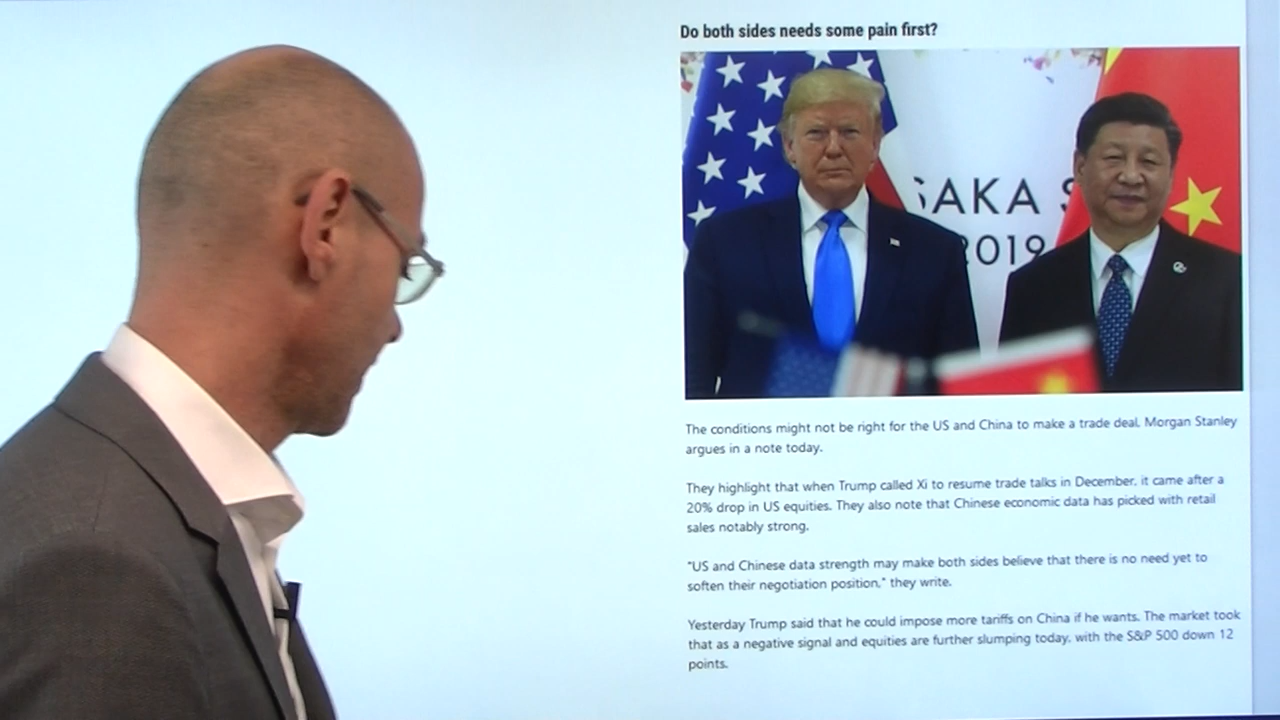 Do both sides needs some pain first?
SAKA S
2019
The conditions might not be right for the US and China to make a trade deal, Morgan Stanley
argues in a note today.
They highlight that when Trump called Xi to resume trade talks in December, it came after a
20% drop in US equities. They also note that Chinese economic data has picked with retail
sales notably strong.
"US and Chinese data strength may make both sides believe that there is no need yet to
soften their negotiation position," they write.
Yesterday Trump said that he could impose more tariffs on China if he wants. The market took
that as a negative signal and equities are further slumping today, with the S&P 500 down 12
points.